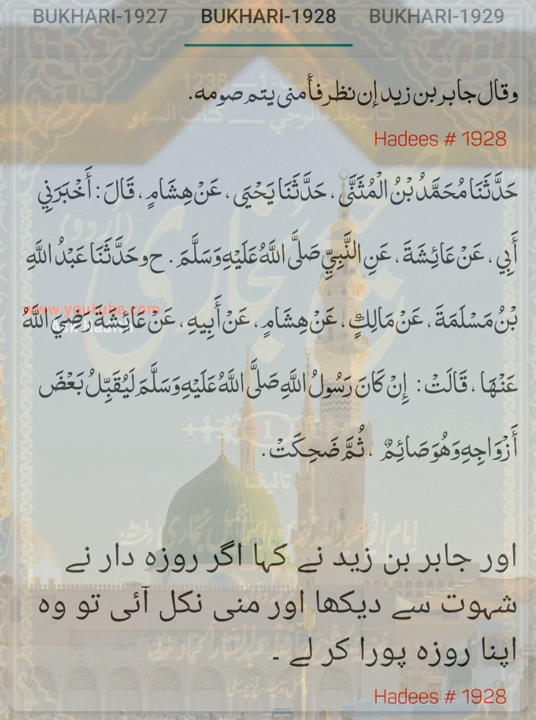 BUKHARI-1927 BUKHARI-1928 BUKHARI-1929
وقال جابر بن زيد إن نظر فأمنى يتم صومه.
Hadees # 1928
حَدَّثَنَا مُحَمَّدُ بْنُ الْمُثَنَّى ، حَدَّثَنَا يَحْيَى ، عَنْ هِشَامٍ ، قَالَ : أَخْبَرَنِي
أَبِي ، عَنْ عَائِشَةَ ، عَنِ النَّبِيِّ صَلَّى اللَّهُ عَلَيْهِ وَسَلَّمَ . ح وحَدَّثَنَا عَبْدُ اللَّهِ
بْنُ مَسْلَمَةَ ، عَنْ مَالِكٍ ، عَنْ هِشَامٍ ، عَنْ أَبِيهِ ، عَنْ عَائِشَةَ رَضِيَ اللَّهُ
عَنْهَا ، قَالَتْ : إِنْ كَانَ رَسُولُ اللَّهِ صَلَّى اللَّهُ عَلَيْهِ وَسَلَّمَ لَيُقَبِّلُ بَعْضَ
أَزْوَاجِهِ وَهُوَ صَائِمٌ ، ثُمَّ ضَحِكَتْ .
اور جابر بن زید نے کہا اگر روزہ دار نے
شہوت سے دیکھا اور منی نکل آئی تو وہ
اپنا روزہ پورا کر لے ۔
Hadees # 1928